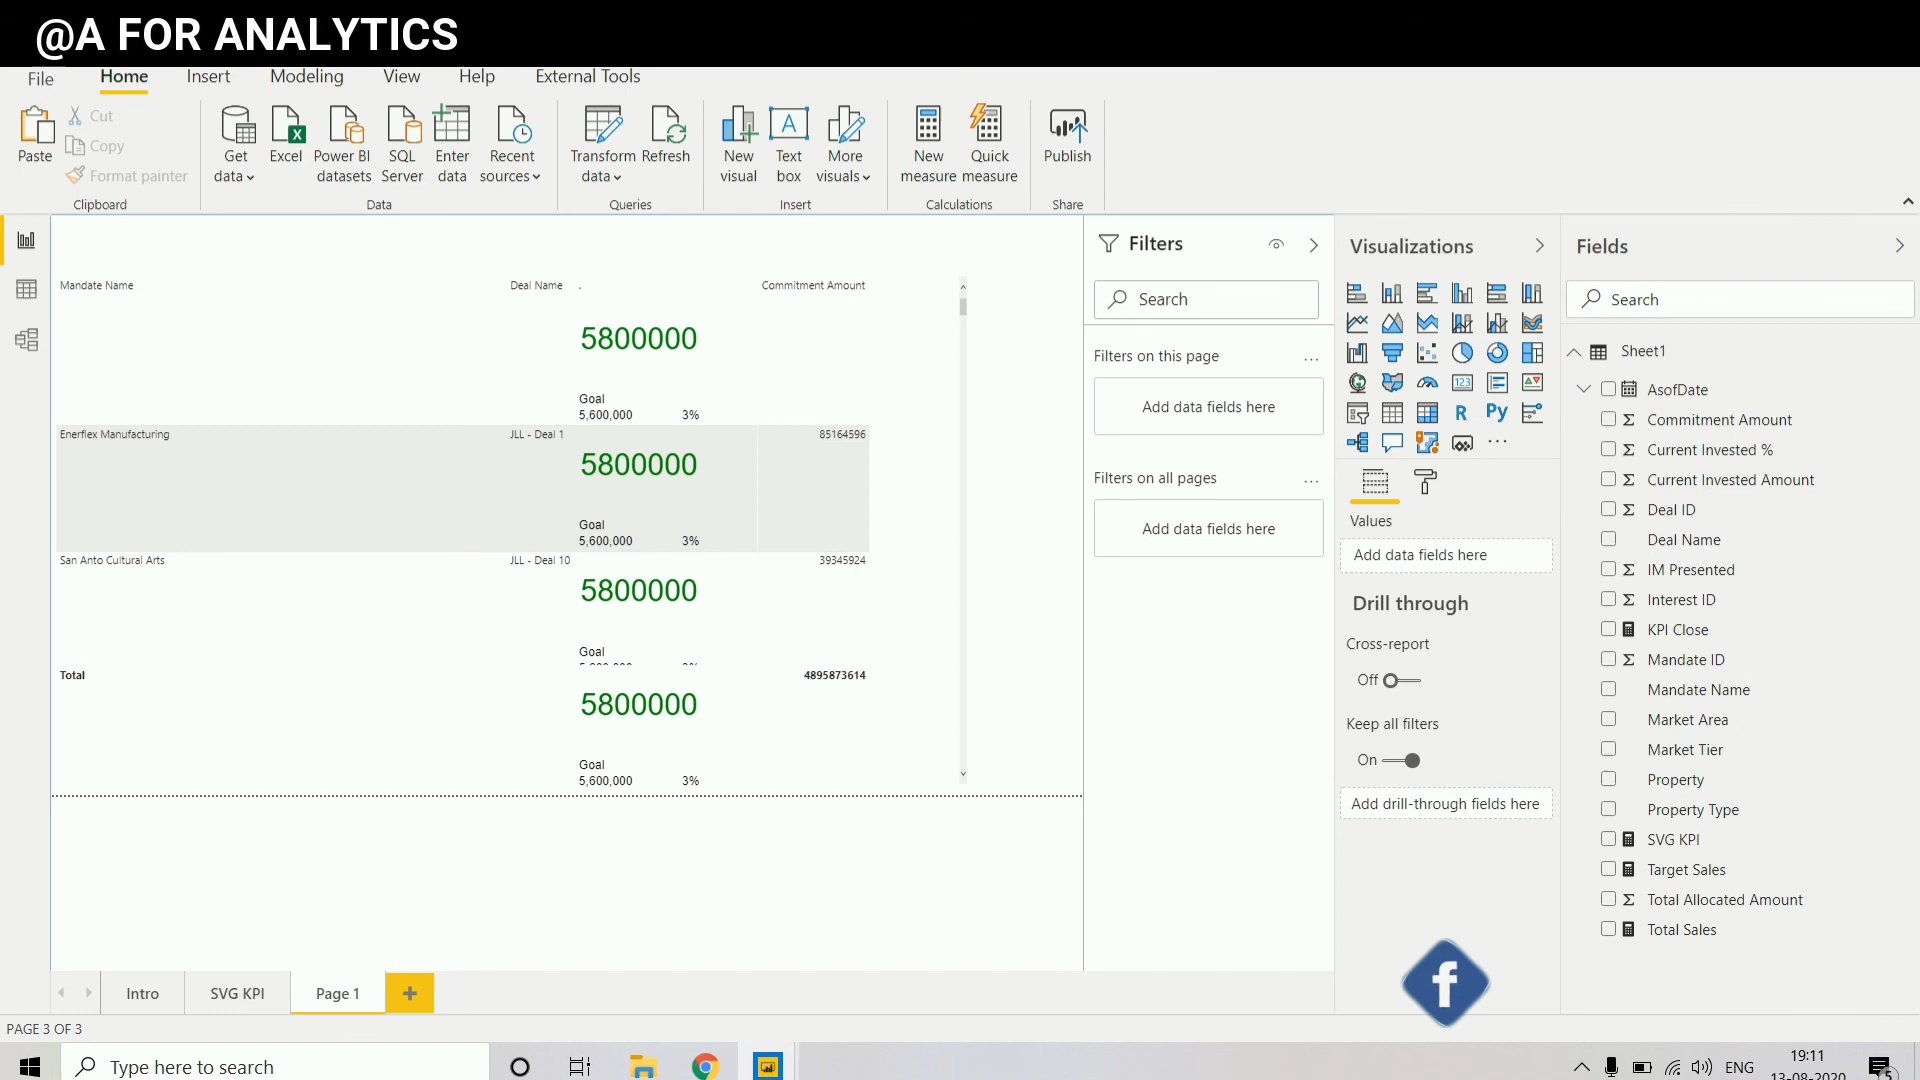 @A FOR ANALYTICS
File Home Insert Modeling View Help External Tools
Paste
Cut
Copy
Format painter
Clipboard
Get data
Excel
Power BI datasets
SQL Server
Enter data
Recent sources
Data
Transform data
Refresh
Queries
New visual
Text box
More visuals
Insert
New measure
Quick measure
Calculations
Publish
Share
Mandate Name Deal Name . Commitment Amount
5800000
Goal
5,600,000 3%
Enerflex Manufacturing JLL - Deal 1 85164596
5800000
Goal
5,600,000 3%
San Anto Cultural Arts JLL - Deal 10 39345924
5800000
Goal
Total 4895873614
5800000
Goal
5,600,000 3%
Filters
Search
Filters on this page ...
Add data fields here
Filters on all pages ...
Add data fields here
Visualizations
123
R Py
...
Values
Add data fields here
Drill through
Cross-report
Off
Keep all filters
On
Add drill-through fields here
Fields
Search
Sheet1
AsofDate
Commitment Amount
Current Invested %
Current Invested Amount
Deal ID
Deal Name
IM Presented
Interest ID
KPI Close
Mandate ID
Mandate Name
Market Area
Market Tier
Property
Property Type
SVG KPI
Target Sales
Total Allocated Amount
Total Sales
f
Intro SVG KPI Page 1 +
PAGE 3 OF 3
Type here to search
ENG
19:11
13-08-2020
5